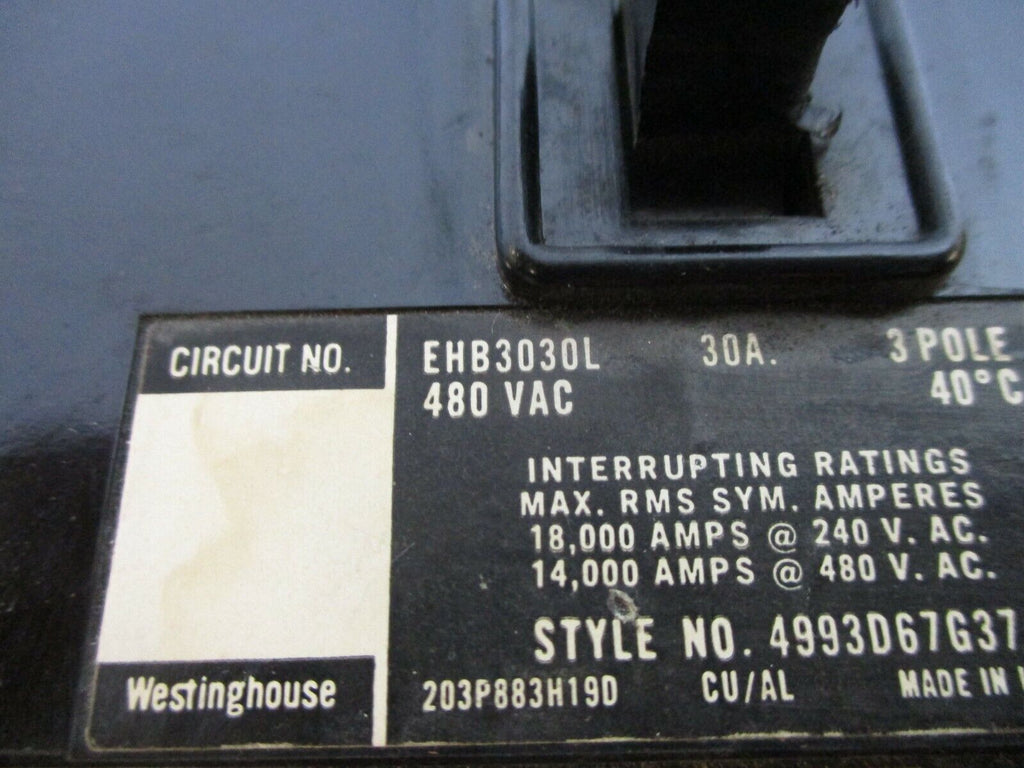 CIRCUIT NO.
EHB3030L 30A. 3 POLE
480 VAC 40°C
INTERRUPTING RATINGS
MAX. RMS SYM. AMPERES
18,000 AMPS @ 240 V. AC.
14,000 AMPS @ 480 V. AC.
STYLE NO. 4993D67G37
Westinghouse
203P883H19D CU/AL MADE IN